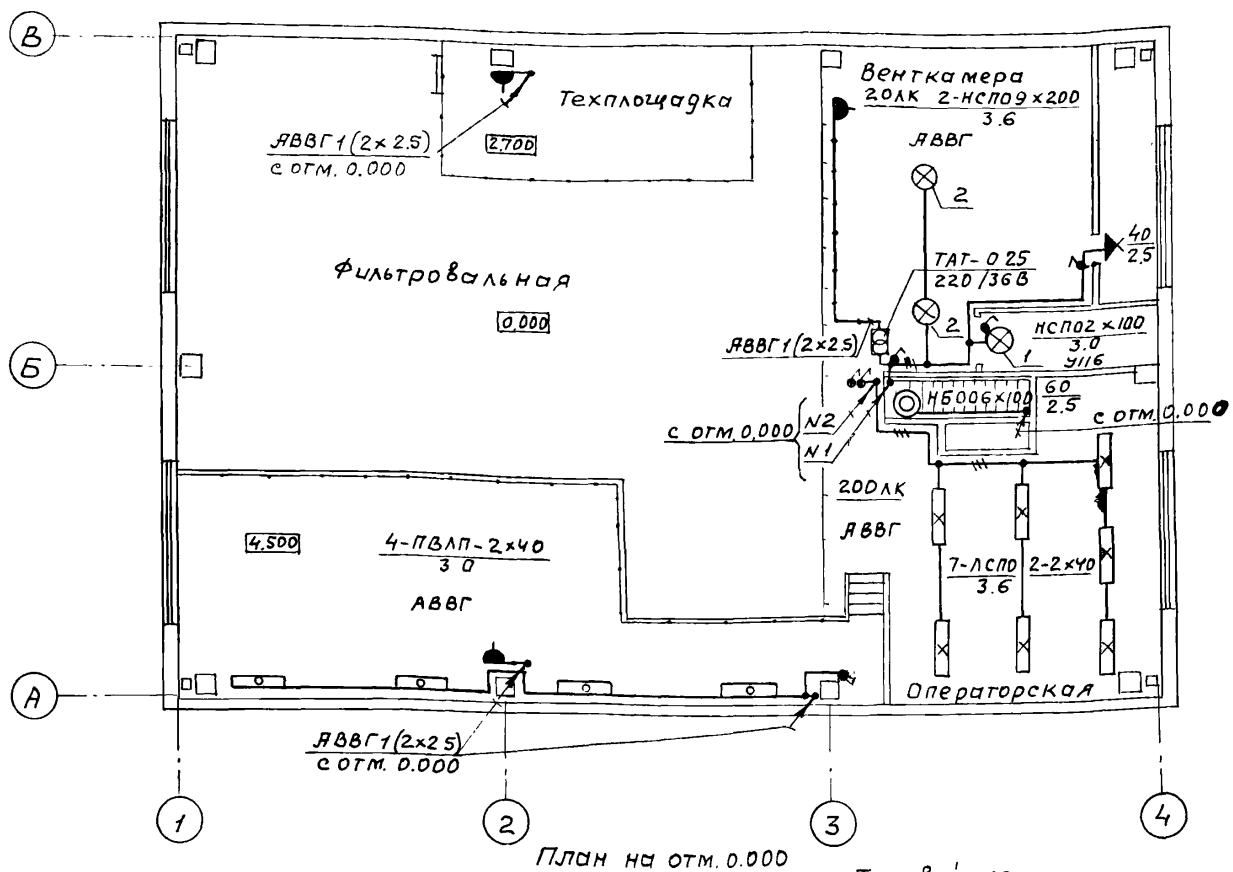 В
Венткамера
20ЛК 2-НСП09×200
3.6
АВВГ
Техплощадка
АВВГ1(2×2.5)
с отм. 0.000
2.700
2
40
2.5
ТАТ-0.25
220/36В
Фильтровальная
0.000
2
НСП02×100
3.0
1
АВВГ1(2×2.5)
Б
НБ006×100
60
2.5
с отм. 0.000
N2
с отм. 0.000
N1
200ЛК
АВВГ
4.500
4-ПВЛП-2×40
3.0
АВВГ
7-ЛСПО 2-2×40
3.6
А
Операторская
АВВГ1(2×2.5)
с отм. 0.000
1
2
3
4
План на отм. 0.000